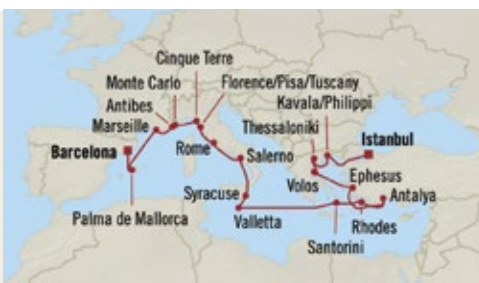 Cinque Terre
Monte Carlo
Florence/Pisa/Tuscany
Antibes
Kavala/Philippi
Marseille
Thessaloniki
Istanbul
Barcelona
Rome
Salerno
Ephesus
Volos
Antalya
Syracuse
Palma de Mallorca
Valletta
Rhodes
Santorini